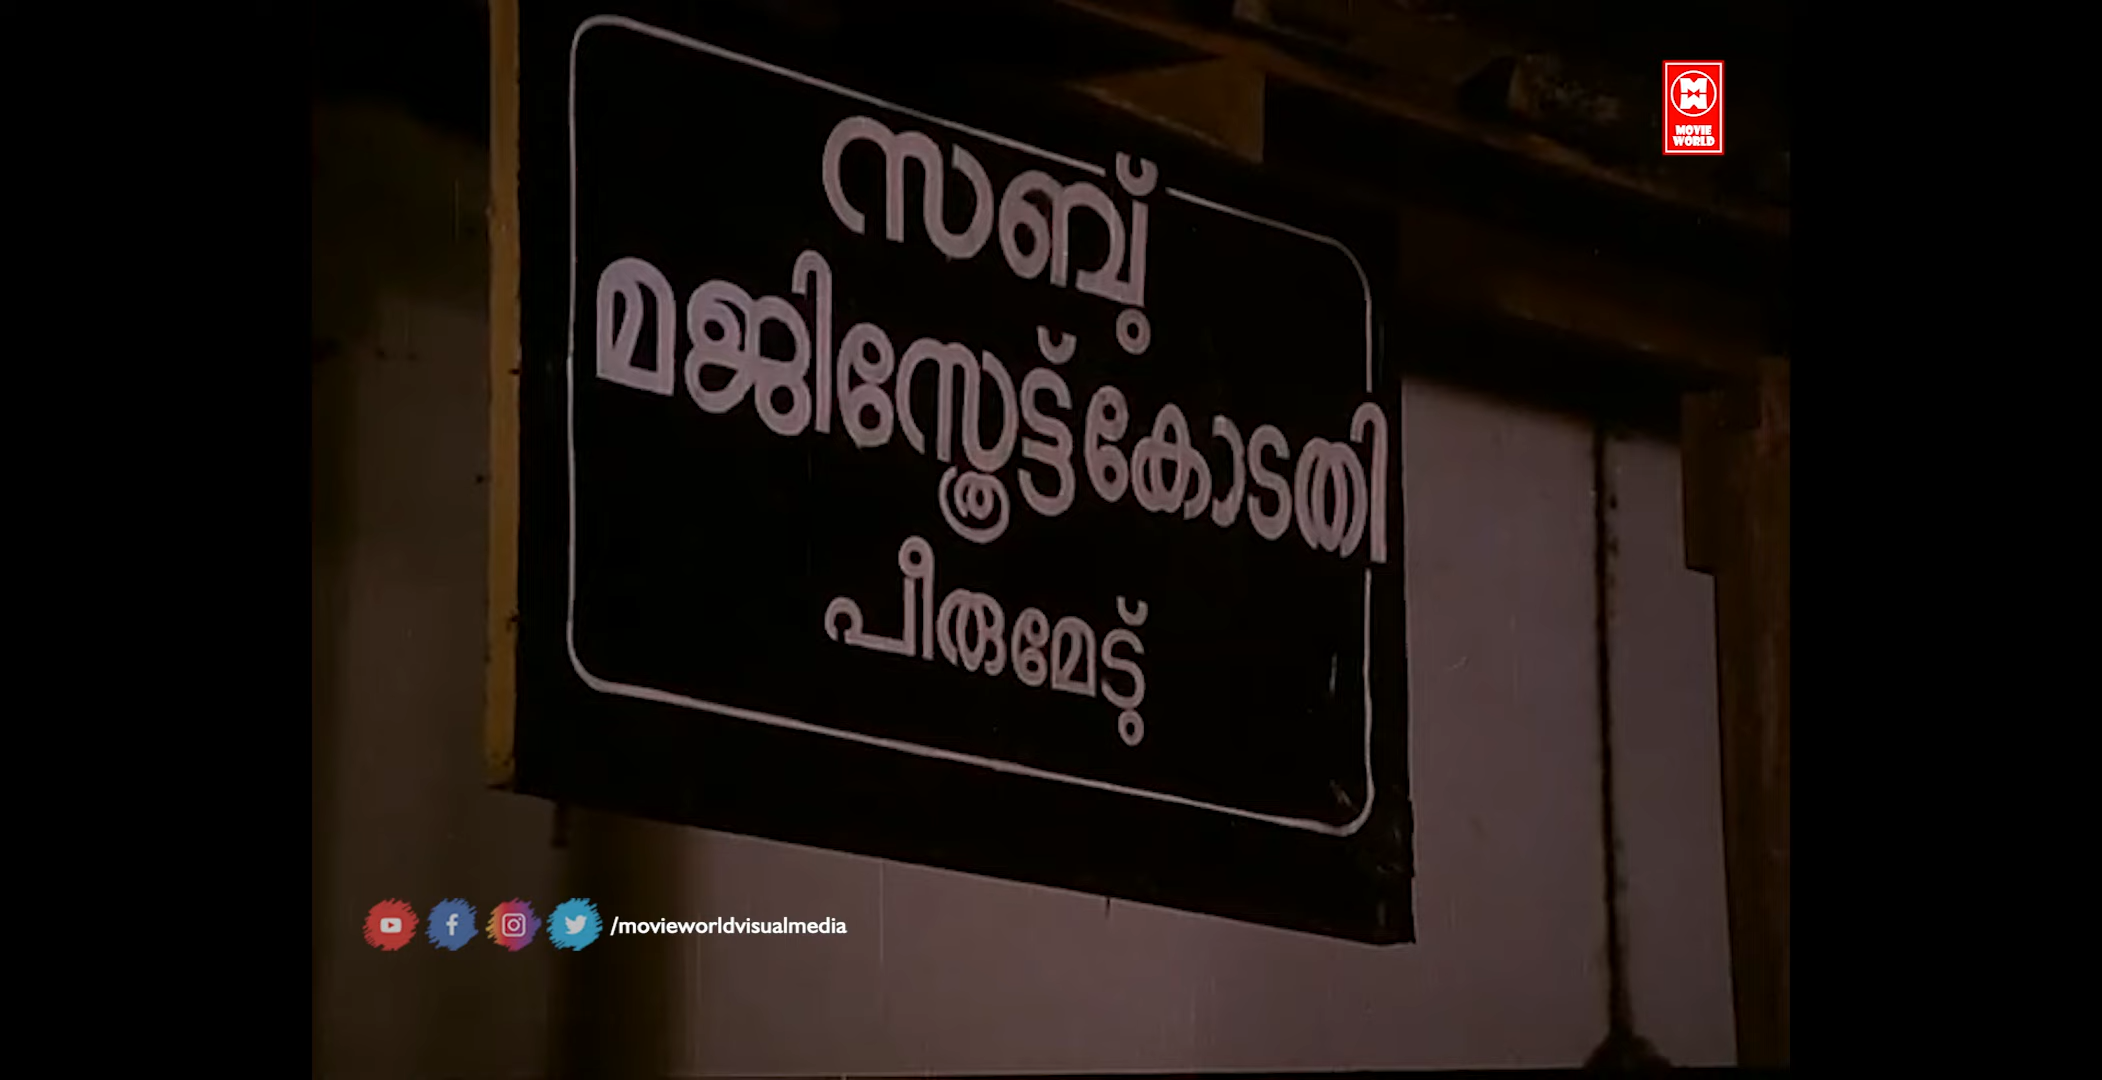 MOVIE
WORLD
സബു്
മജിസ്ത്രേട്ട് കോടതി
പീരുമേടു്
/movieworldvisualmedia